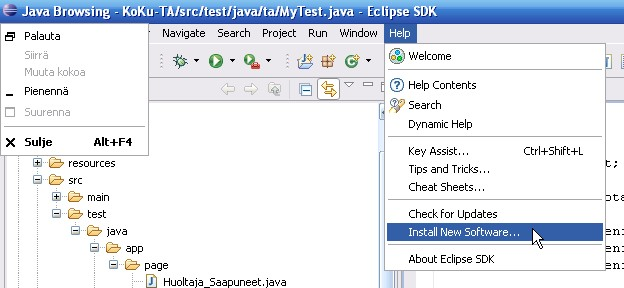 Java Browsing - KoKu-TA/src/test/java/ta/MyTest.java - Eclipse SDK
Palauta
Siirrä
Muuta kokoa
Pienennä
Suurenna
Sulje Alt+F4
Navigate Search Project Run Window Help
Welcome
Help Contents
Search
Dynamic Help
Key Assist... Ctrl+Shift+L
Tips and Tricks...
Cheat Sheets...
Check for Updates
Install New Software...
About Eclipse SDK
resources
src
main
test
java
app
page
Huoltaja_Saapuneet.java